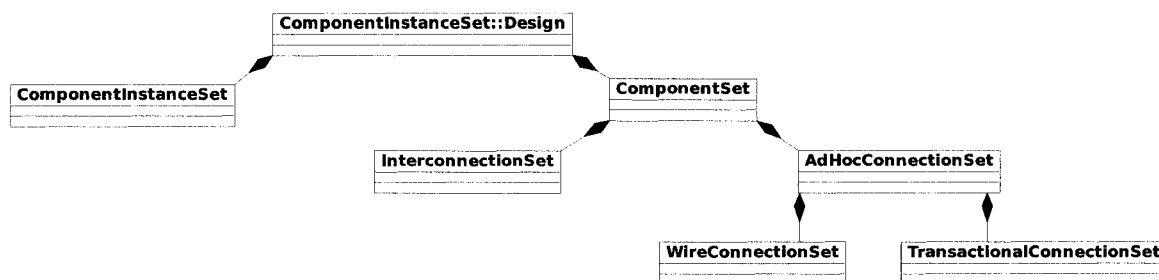 ComponentInstanceSet::Design
ComponentInstanceSet
ComponentSet
InterconnectionSet
AdHocConnectionSet
WireConnectionSet
TransactionalConnectionSet